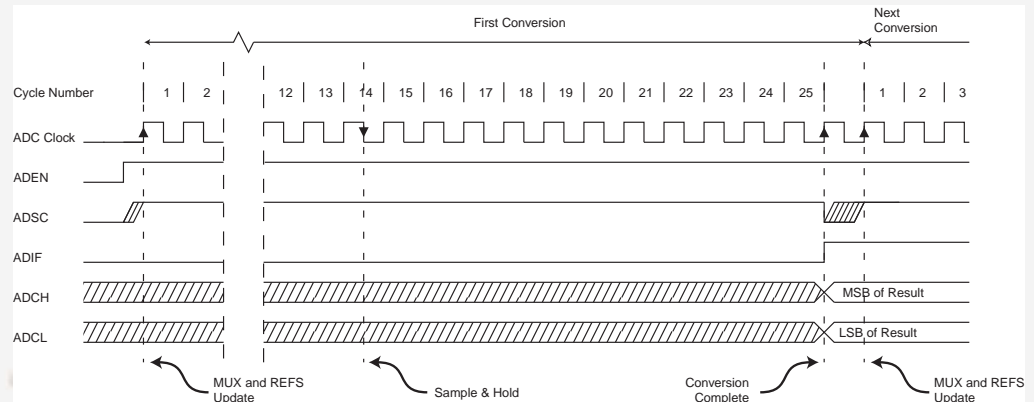 First Conversion
Next
Conversion
Cycle Number 1 2 12 13 14 15 16 17 18 19 20 21 22 23 24 25 1 2 3
ADC Clock
ADEN
ADSC
ADIF
ADCH MSB of Result
ADCL LSB of Result
MUX and REFS
Update
Sample & Hold
Conversion
Complete
MUX and REFS
Update